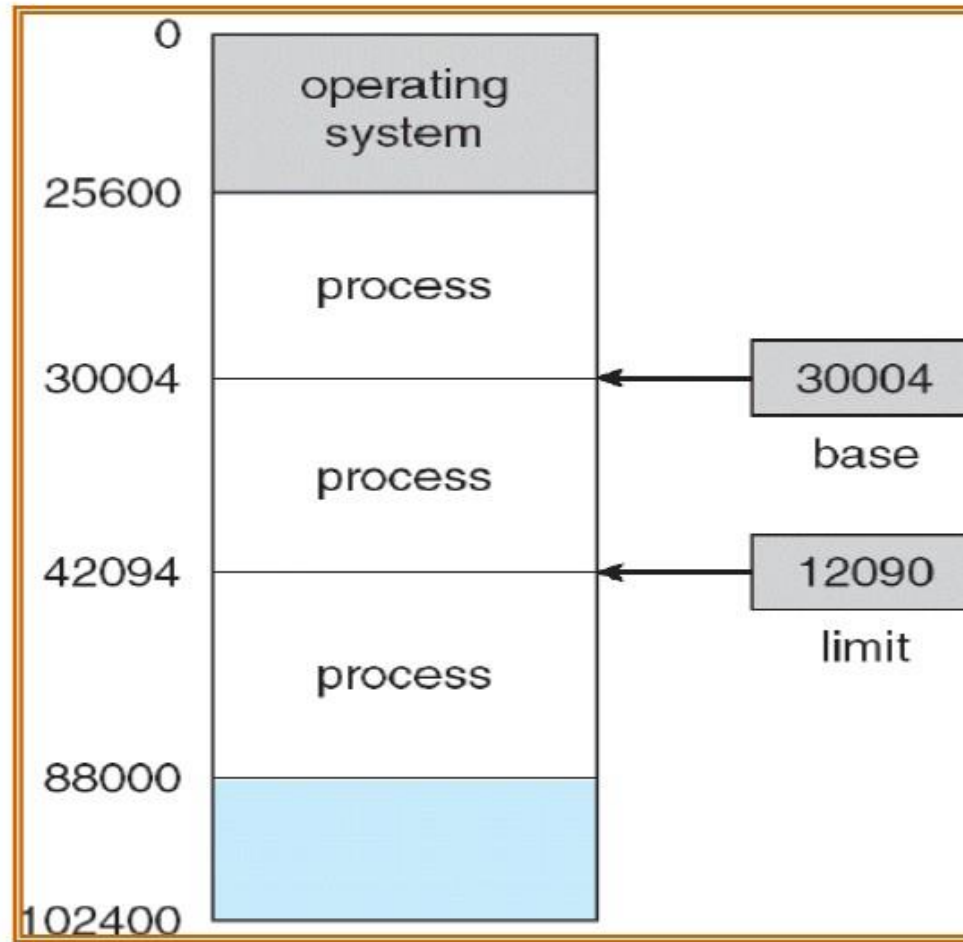 0
operating
system
25600
process
30004
30004
base
process
42094
12090
limit
process
88000
102400